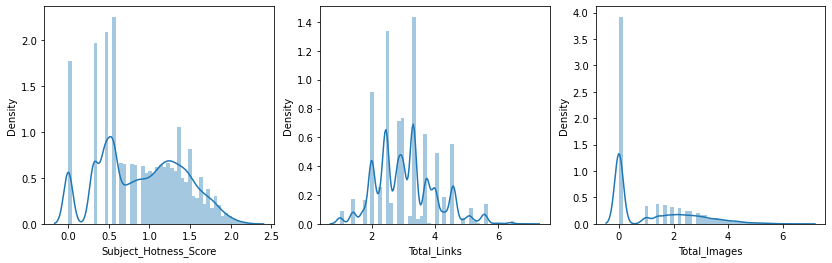 2.0
1.5
1.0
0.5
0.0
Density
0.0 0.5 1.0 1.5 2.0 2.5
Subject_Hotness_Score
1.4
1.2
1.0
0.8
0.6
0.4
0.2
0.0
Density
2 4 6
Total_Links
4.0
3.5
3.0
2.5
2.0
1.5
1.0
0.5
0.0
Density
0 2 4 6
Total_Images